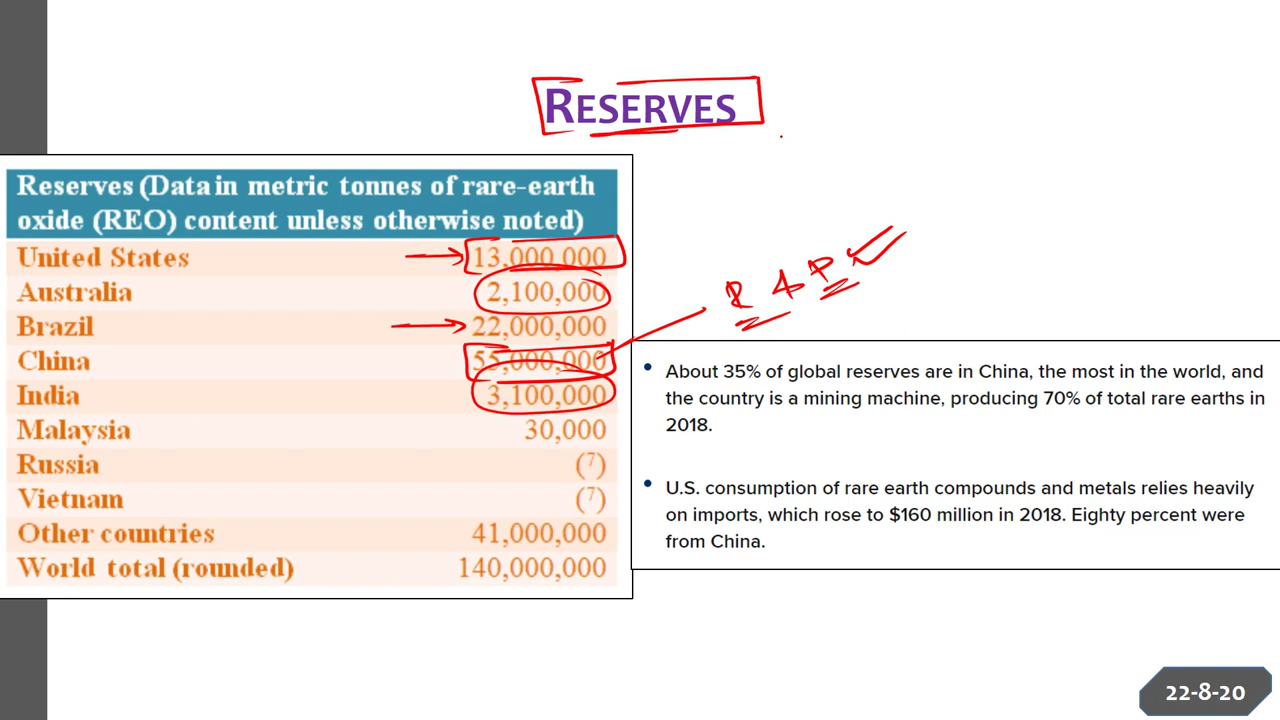 RESERVES
Reserves (Data in metric tonnes of rare-earth
oxide (REO) content unless otherwise noted)
United States 13,000,000
Australia 2,100,000
Brazil 22,000,000
China 55,000,000
India 3,100,000
Malaysia 30,000
Russia (7)
Vietnam (7)
Other countries 41,000,000
World total (rounded) 140,000,000
R & P
• About 35% of global reserves are in China, the most in the world, and
the country is a mining machine, producing 70% of total rare earths in
2018.
• U.S. consumption of rare earth compounds and metals relies heavily
on imports, which rose to $160 million in 2018. Eighty percent were
from China.
22-8-20